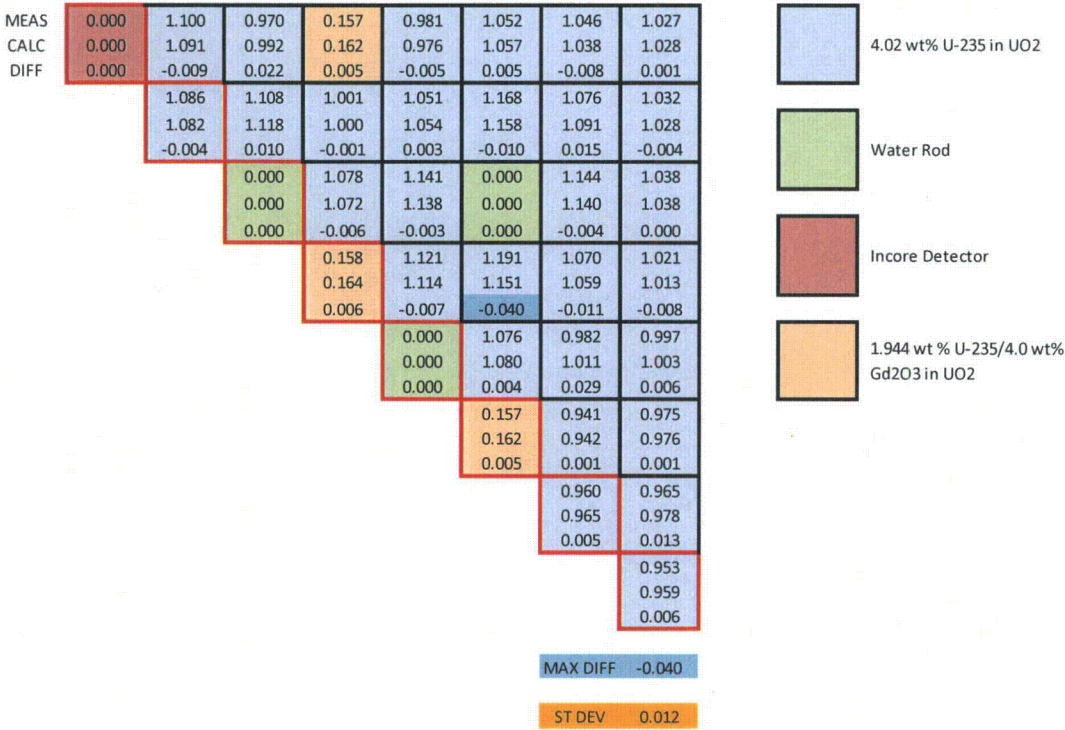 MEAS 0.000 1.100 0.970 0.157 0.981 1.052 1.046 1.027
CALC 0.000 1.091 0.992 0.162 0.976 1.057 1.038 1.028
DIFF 0.000 -0.009 0.022 0.005 -0.005 0.005 -0.008 0.001
1.086 1.108 1.001 1.051 1.168 1.076 1.032
1.082 1.118 1.000 1.054 1.158 1.091 1.028
-0.004 0.010 -0.001 0.003 -0.010 0.015 -0.004
0.000 1.078 1.141 0.000 1.144 1.038
0.000 1.072 1.138 0.000 1.140 1.038
0.000 -0.006 -0.003 0.000 -0.004 0.000
0.158 1.121 1.191 1.070 1.021
0.164 1.114 1.151 1.059 1.013
0.006 -0.007 -0.040 -0.011 -0.008
0.000 1.076 0.982 0.997
0.000 1.080 1.011 1.003
0.000 0.004 0.029 0.006
0.157 0.941 0.975
0.162 0.942 0.976
0.005 0.001 0.001
0.960 0.965
0.965 0.978
0.005 0.013
0.953
0.959
0.006
MAX DIFF -0.040
ST DEV 0.012
4.02 wt% U-235 in UO2
Water Rod
Incore Detector
1.944 wt % U-235/4.0 wt%
Gd2O3 in UO2